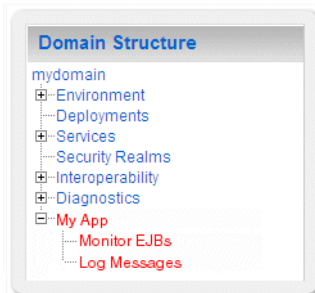 Domain Structure
mydomain
Environment
Deployments
Services
Security Realms
Interoperability
Diagnostics
My App
Monitor EJBs
Log Messages